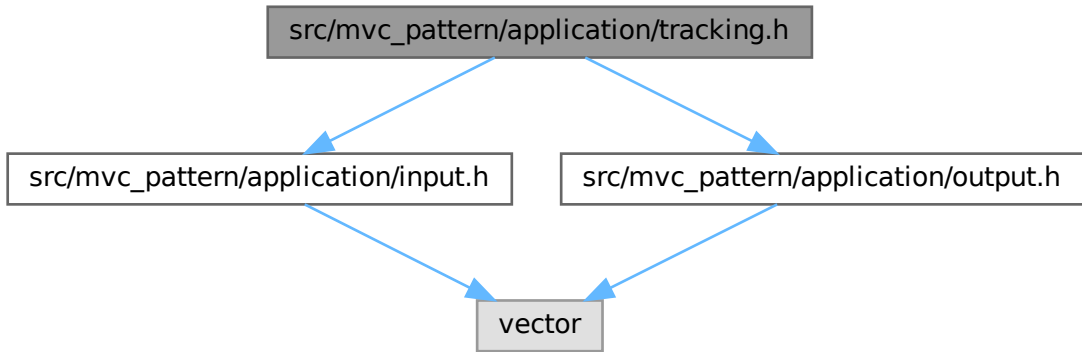 src/mvc_pattern/application/tracking.h
src/mvc_pattern/application/input.h
src/mvc_pattern/application/output.h
vector